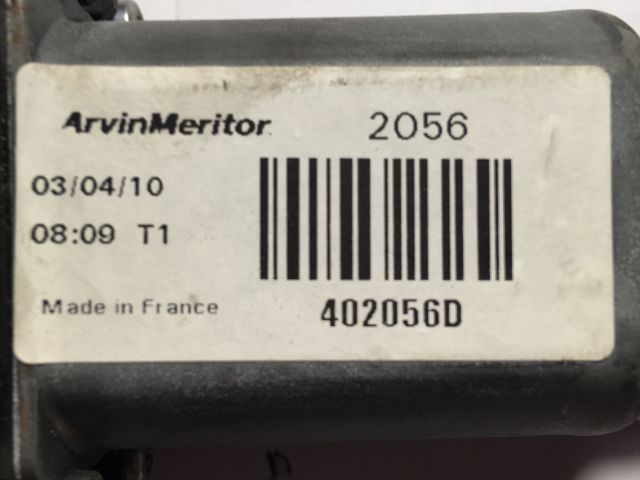 ArvinMeritor 2056
03/04/10
08:09 T1
Made in France 402056D